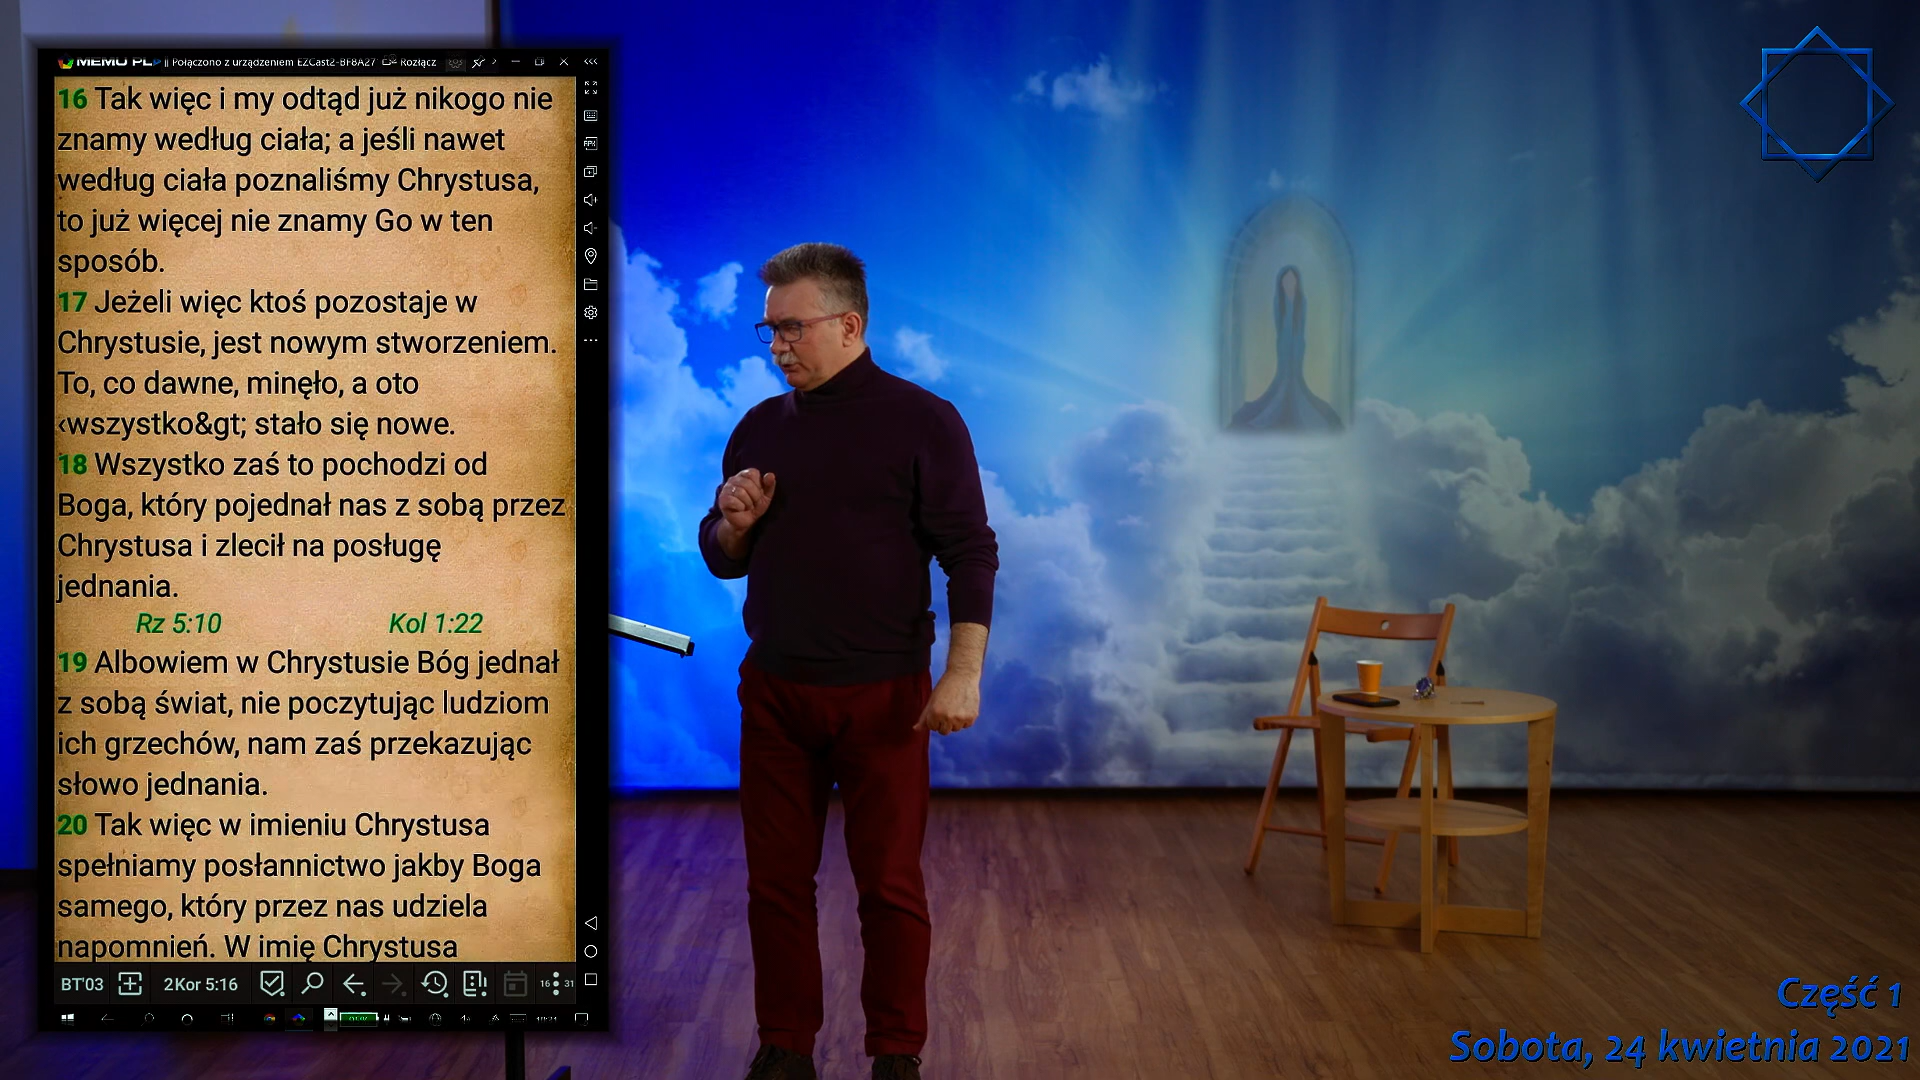 MEMU PL
Połączono z urządzeniem EZCast2-BF8A27 Rozłącz
16 Tak więc i my odtąd już nikogo nie
znamy według ciała; a jeśli nawet
według ciała poznaliśmy Chrystusa,
to już więcej nie znamy Go w ten
sposób.
17 Jeżeli więc ktoś pozostaje w
Chrystusie, jest nowym stworzeniem.
To, co dawne, minęło, a oto
‹wszystko&gt; stało się nowe.
18 Wszystko zaś to pochodzi od
Boga, który pojednał nas z sobą przez
Chrystusa i zlecił na posługę
jednania.
Rz 5:10 Kol 1:22
19 Albowiem w Chrystusie Bóg jednał
z sobą świat, nie poczytując ludziom
ich grzechów, nam zaś przekazując
słowo jednania.
20 Tak więc w imieniu Chrystusa
spełniamy posłannictwo jakby Boga
samego, który przez nas udziela
napomnień. W imię Chrystusa
BT'03 2Kor 5:16 16 31
Część 1
Sobota, 24 kwietnia 2021